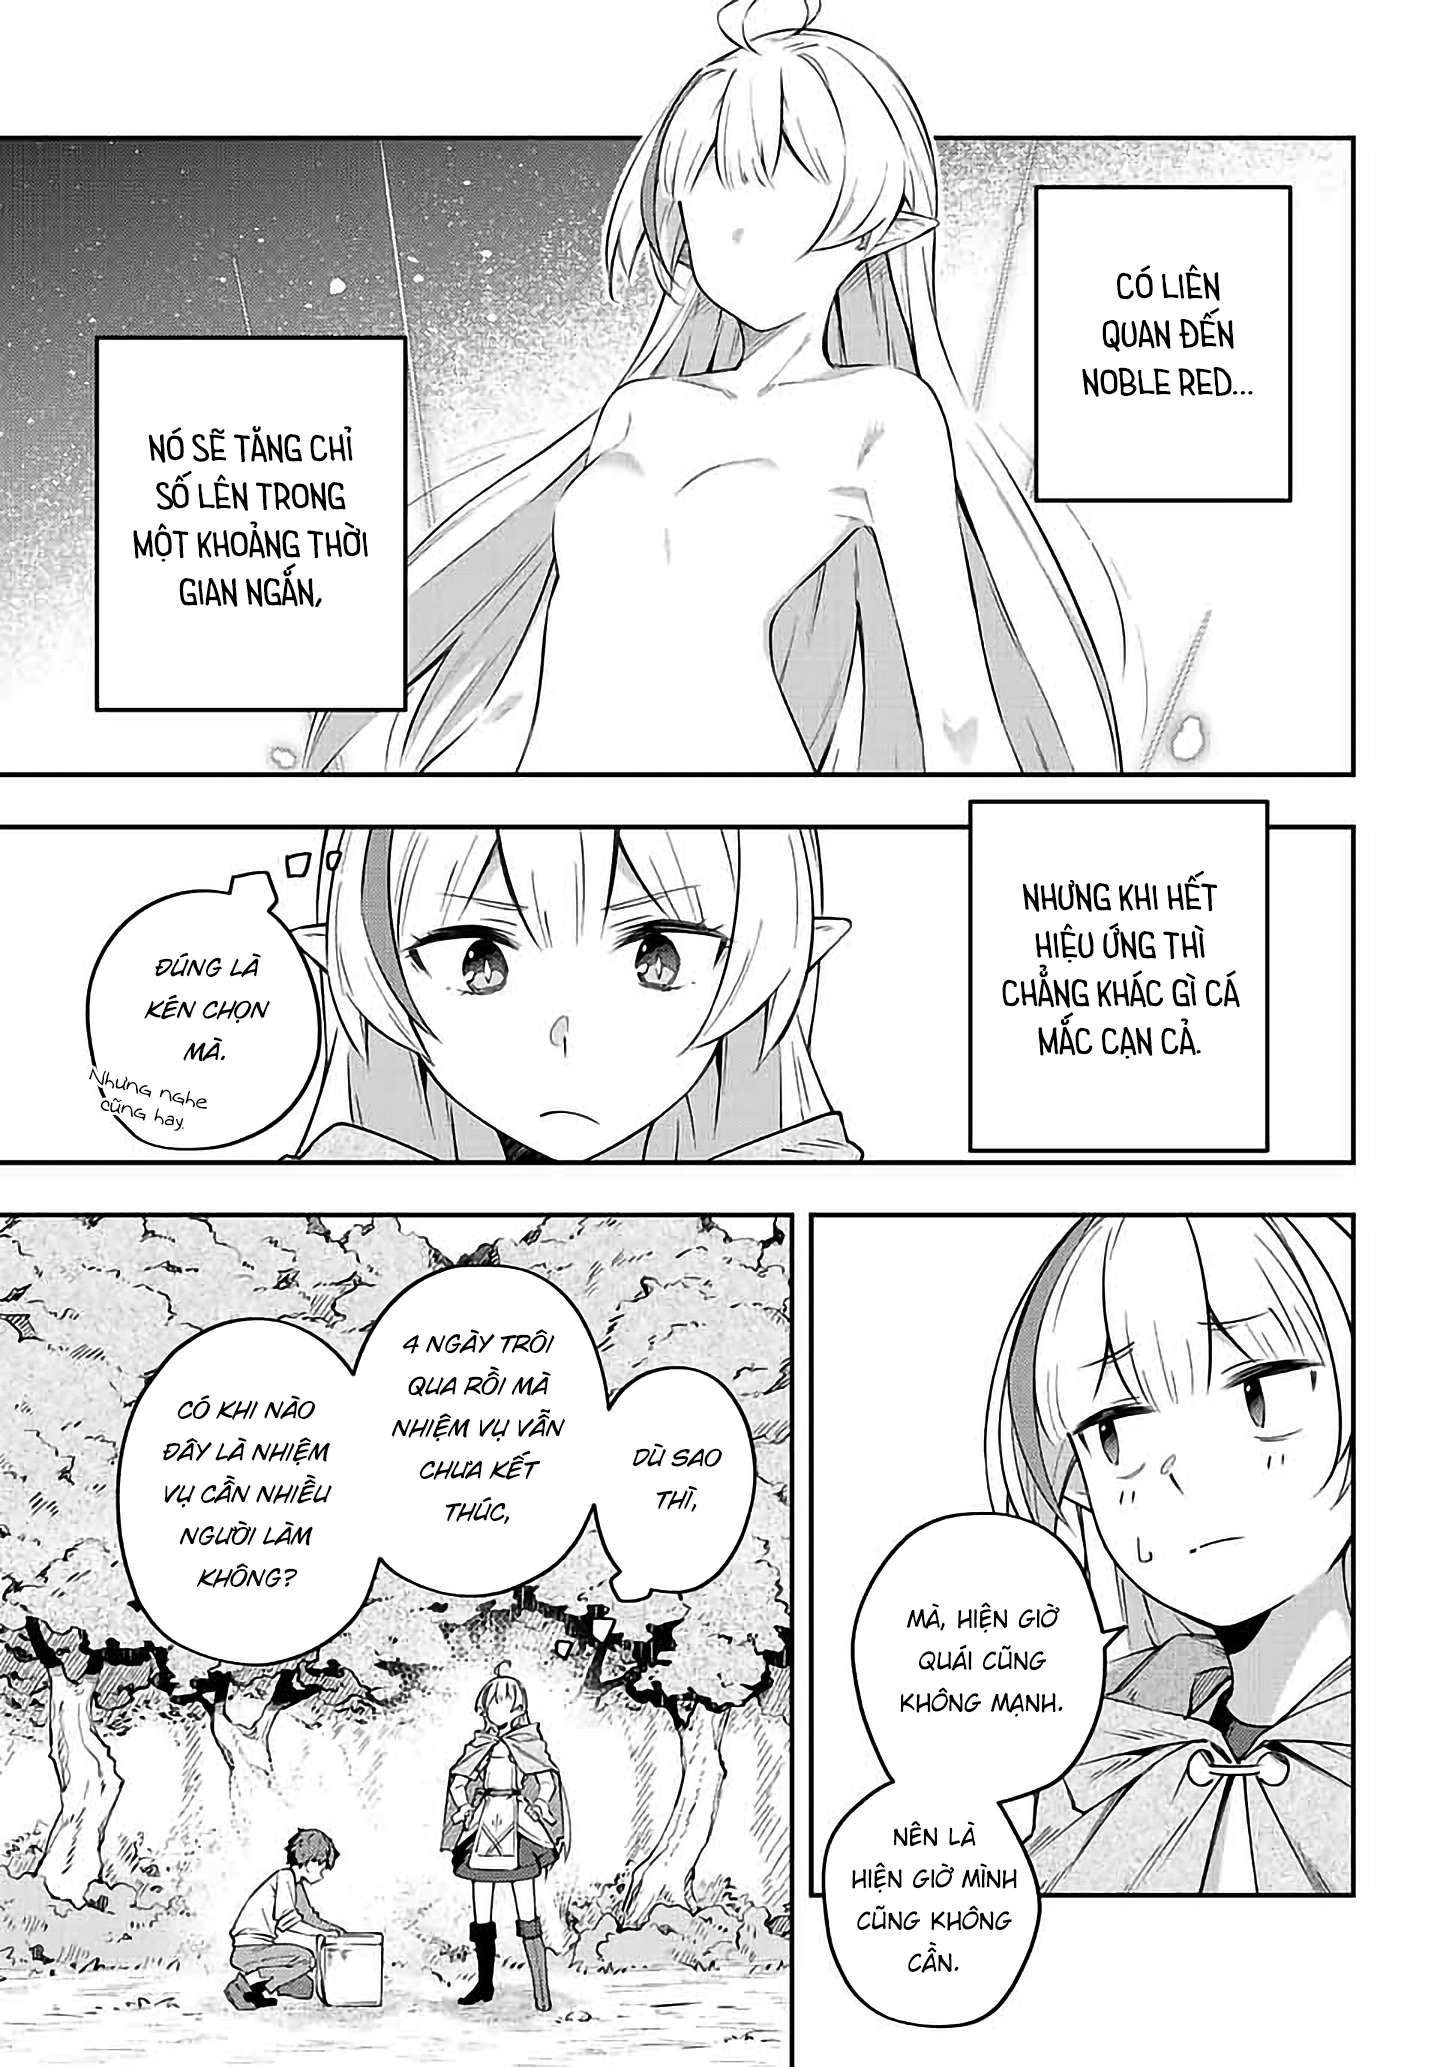 CÓ LIÊN
QUAN ĐẾN
NOBLE RED...
NÓ SẼ TĂNG CHỈ
SỐ LÊN TRONG
MỘT KHOẢNG THỜI
GIAN NGẮN,
NHƯNG KHI HẾT
HIỆU ỨNG THÌ
CHẲNG KHÁC GÌ CÁ
MẮC CẠN CẢ.
ĐÚNG LÀ
KÉN CHỌN
MÀ.
Nhưng nghe
cũng hay.
MÀ, HIỆN GIỜ
QUÁI CŨNG
KHÔNG MẠNH.
NÊN LÀ
HIỆN GIỜ MÌNH
CŨNG KHÔNG
CẦN.
DÙ SAO
THÌ,
4 NGÀY TRÔI
QUA RỒI MÀ
NHIỆM VỤ VẪN
CHƯA KẾT
THÚC,
CÓ KHI NÀO
ĐÂY LÀ NHIỆM
VỤ CẦN NHIỀU
NGƯỜI LÀM
KHÔNG?